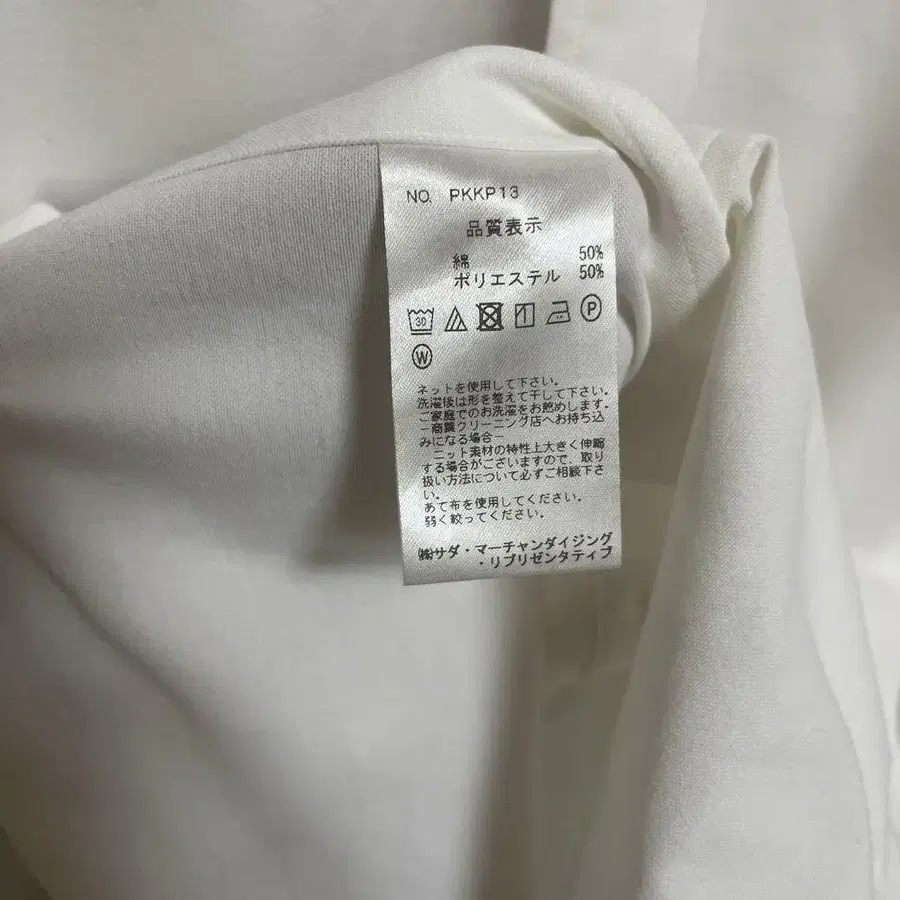 NO. PKKP13
品質表示
綿 50%
ポリエステル 50%
30 P
W
ネットを使用して下さい。
洗濯後は形を整えて干して下さい。
ご家庭でのお洗濯をお勧めします。
－商業クリーニング店へお持ち込
みになる場合－
ニット素材の特性上大きく伸縮
する場合がございますので、取り
扱い方法について必ずご相談下さ
い。
あて布を使用してください。
弱く絞ってください。
㈱サダ・マーチャンダイジング
・リプリゼンタティブ